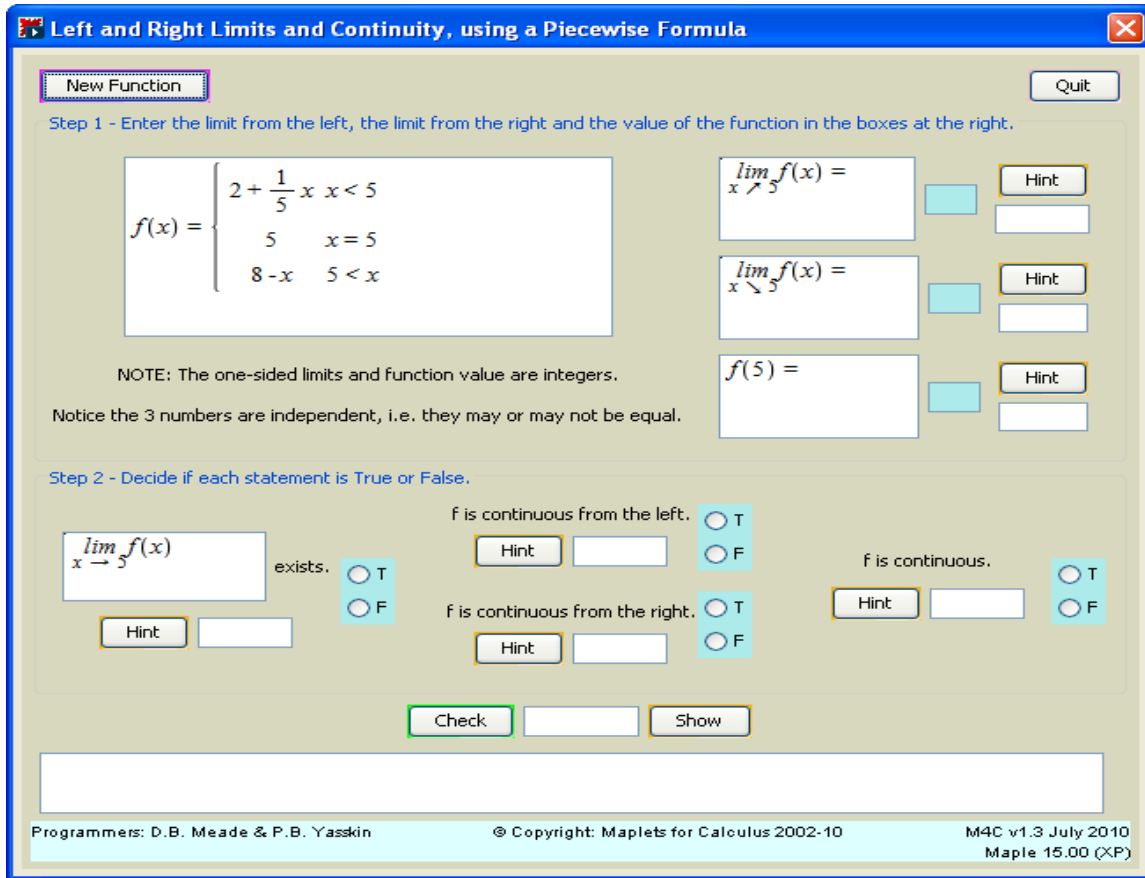 Left and Right Limits and Continuity, using a Piecewise Formula
New Function
Quit
Step 1 - Enter the limit from the left, the limit from the right and the value of the function in the boxes at the right.
f(x) = { 2 + 1/5 x x < 5
5 x = 5
8 - x 5 < x
lim x ↗ 5 f(x) =
Hint
lim x ↘ 5 f(x) =
Hint
f(5) =
Hint
NOTE: The one-sided limits and function value are integers.
Notice the 3 numbers are independent, i.e. they may or may not be equal.
Step 2 - Decide if each statement is True or False.
lim x → 5 f(x)
exists.
T
F
Hint
f is continuous from the left.
T
F
Hint
f is continuous from the right.
T
F
Hint
f is continuous.
T
F
Hint
Check
Show
Programmers: D.B. Meade & P.B. Yasskin
© Copyright: Maplets for Calculus 2002-10
M4C v1.3 July 2010
Maple 15.00 (XP)